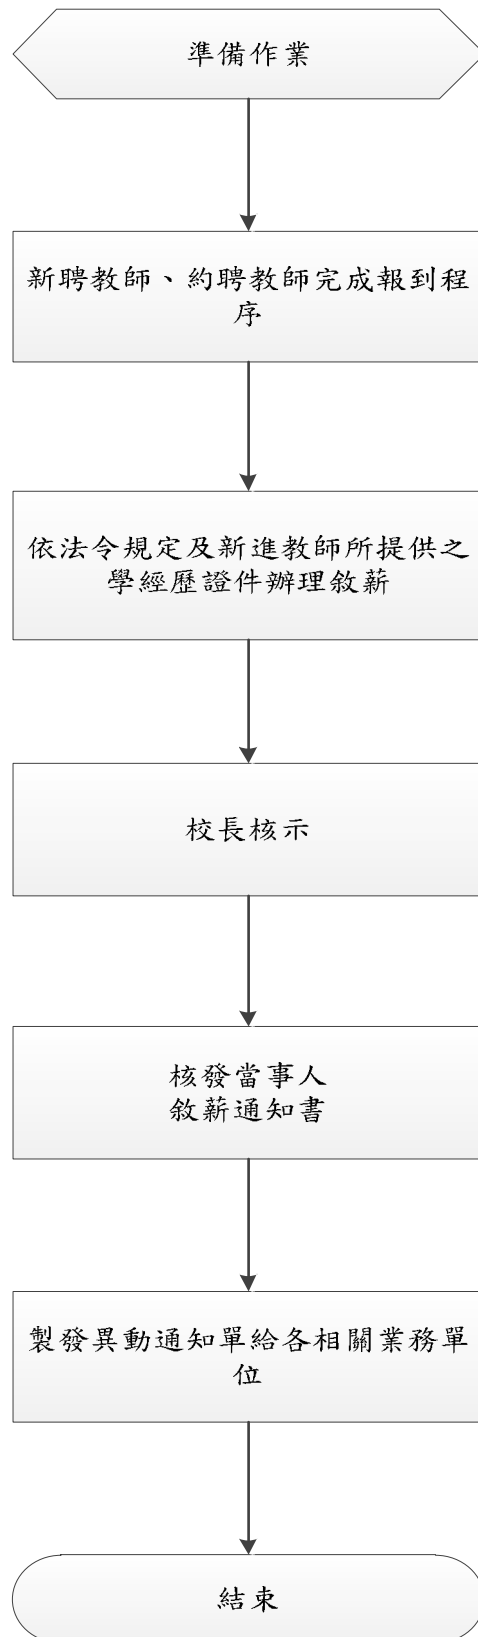 準備作業
新聘教師、約聘教師完成報到程
序
依法令規定及新進教師所提供之
學經歷證件辦理敘薪
校長核示
核發當事人
敘薪通知書
製發異動通知單給各相關業務單
位
結束